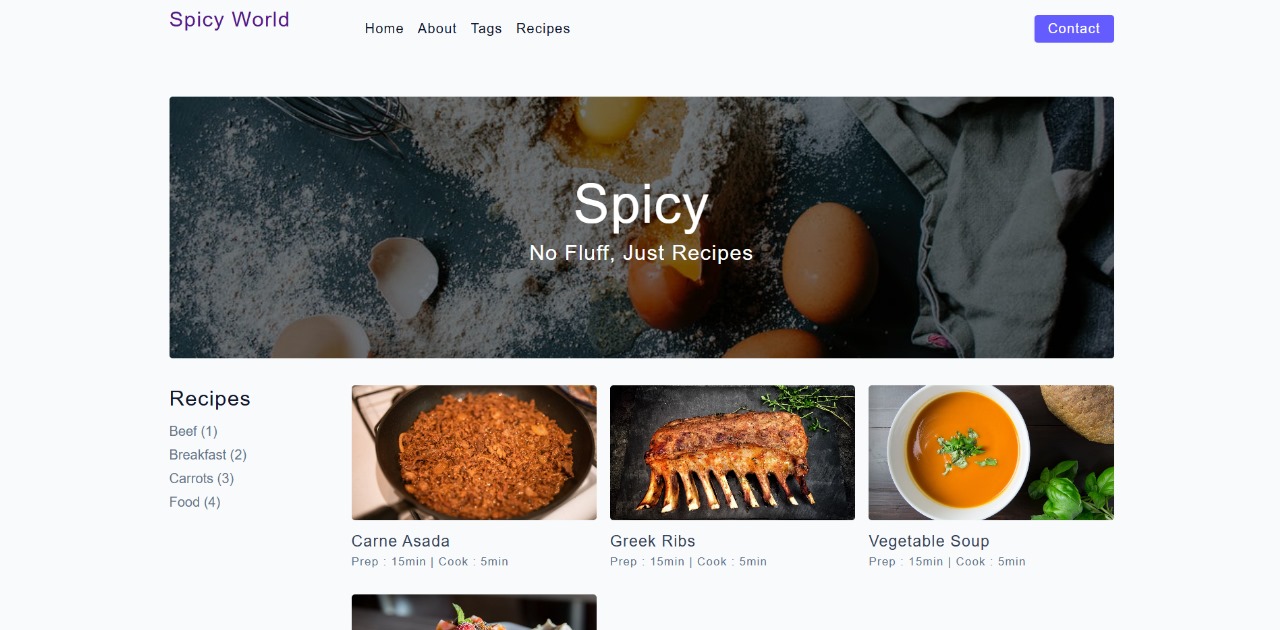 Spicy World
Home About Tags Recipes
Contact
Spicy
No Fluff, Just Recipes
Recipes
Beef (1)
Breakfast (2)
Carrots (3)
Food (4)
Carne Asada
Prep : 15min | Cook : 5min
Greek Ribs
Prep : 15min | Cook : 5min
Vegetable Soup
Prep : 15min | Cook : 5min